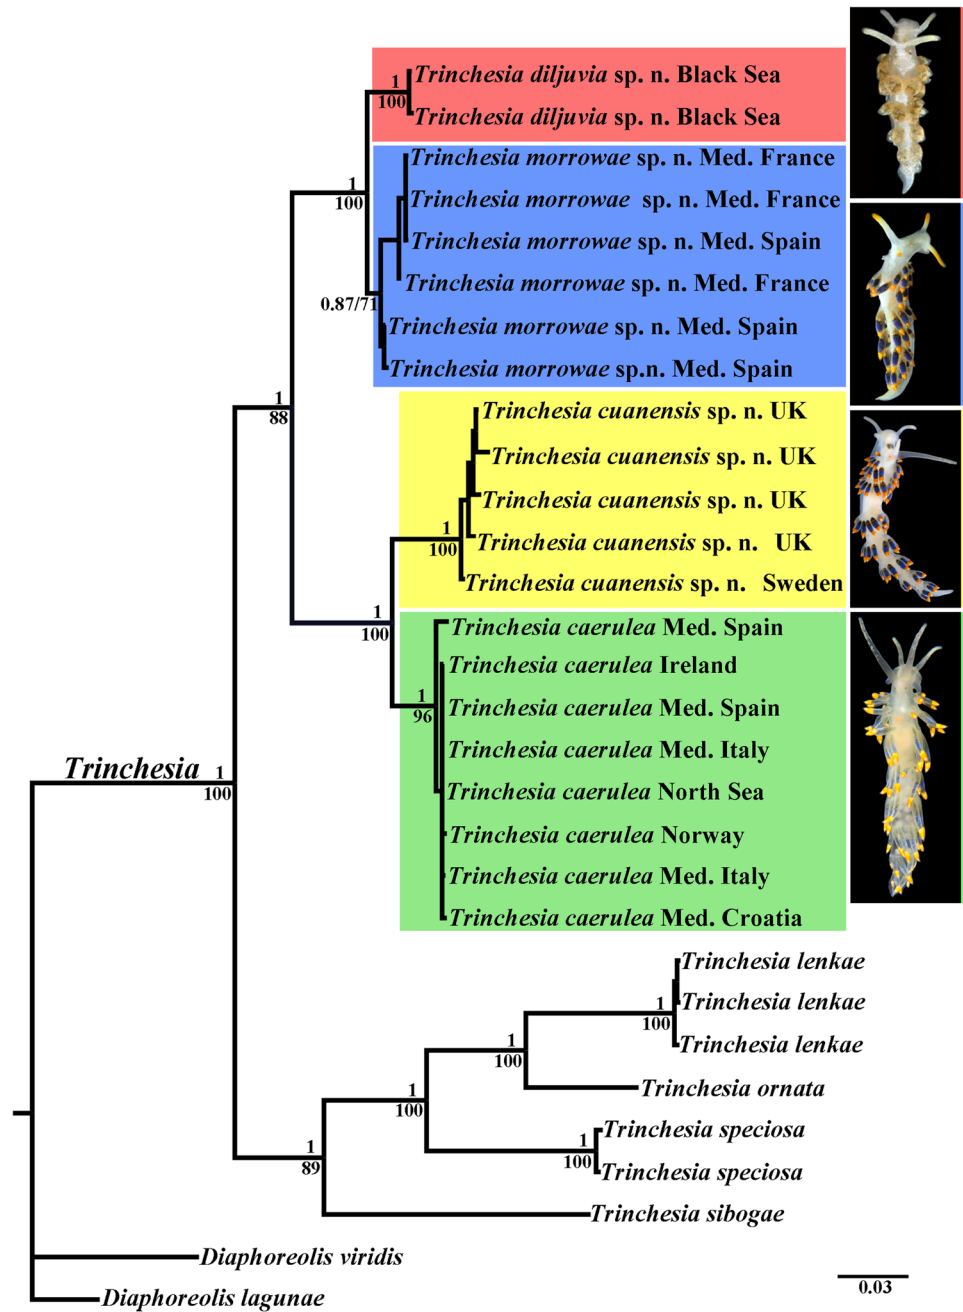 1
100
Trinchesia diljuvia sp. n. Black Sea
Trinchesia diljuvia sp. n. Black Sea
1
100
Trinchesia morrowae sp. n. Med. France
Trinchesia morrowae sp. n. Med. France
Trinchesia morrowae sp. n. Med. Spain
Trinchesia morrowae sp. n. Med. France
0.87/71
Trinchesia morrowae sp. n. Med. Spain
Trinchesia morrowae sp.n. Med. Spain
1
88
Trinchesia cuanensis sp. n. UK
Trinchesia cuanensis sp. n. UK
Trinchesia cuanensis sp. n. UK
1
100
Trinchesia cuanensis sp. n. UK
Trinchesia cuanensis sp. n. Sweden
1
100
Trinchesia caerulea Med. Spain
Trinchesia caerulea Ireland
1
96
Trinchesia caerulea Med. Spain
Trinchesia caerulea Med. Italy
Trinchesia
1
100
Trinchesia caerulea North Sea
Trinchesia caerulea Norway
Trinchesia caerulea Med. Italy
Trinchesia caerulea Med. Croatia
Trinchesia lenkae
1
100
Trinchesia lenkae
Trinchesia lenkae
1
100
Trinchesia ornata
1
100
Trinchesia speciosa
1
100
Trinchesia speciosa
1
89
Trinchesia sibogae
Diaphoreolis viridis
Diaphoreolis lagunae
0.03